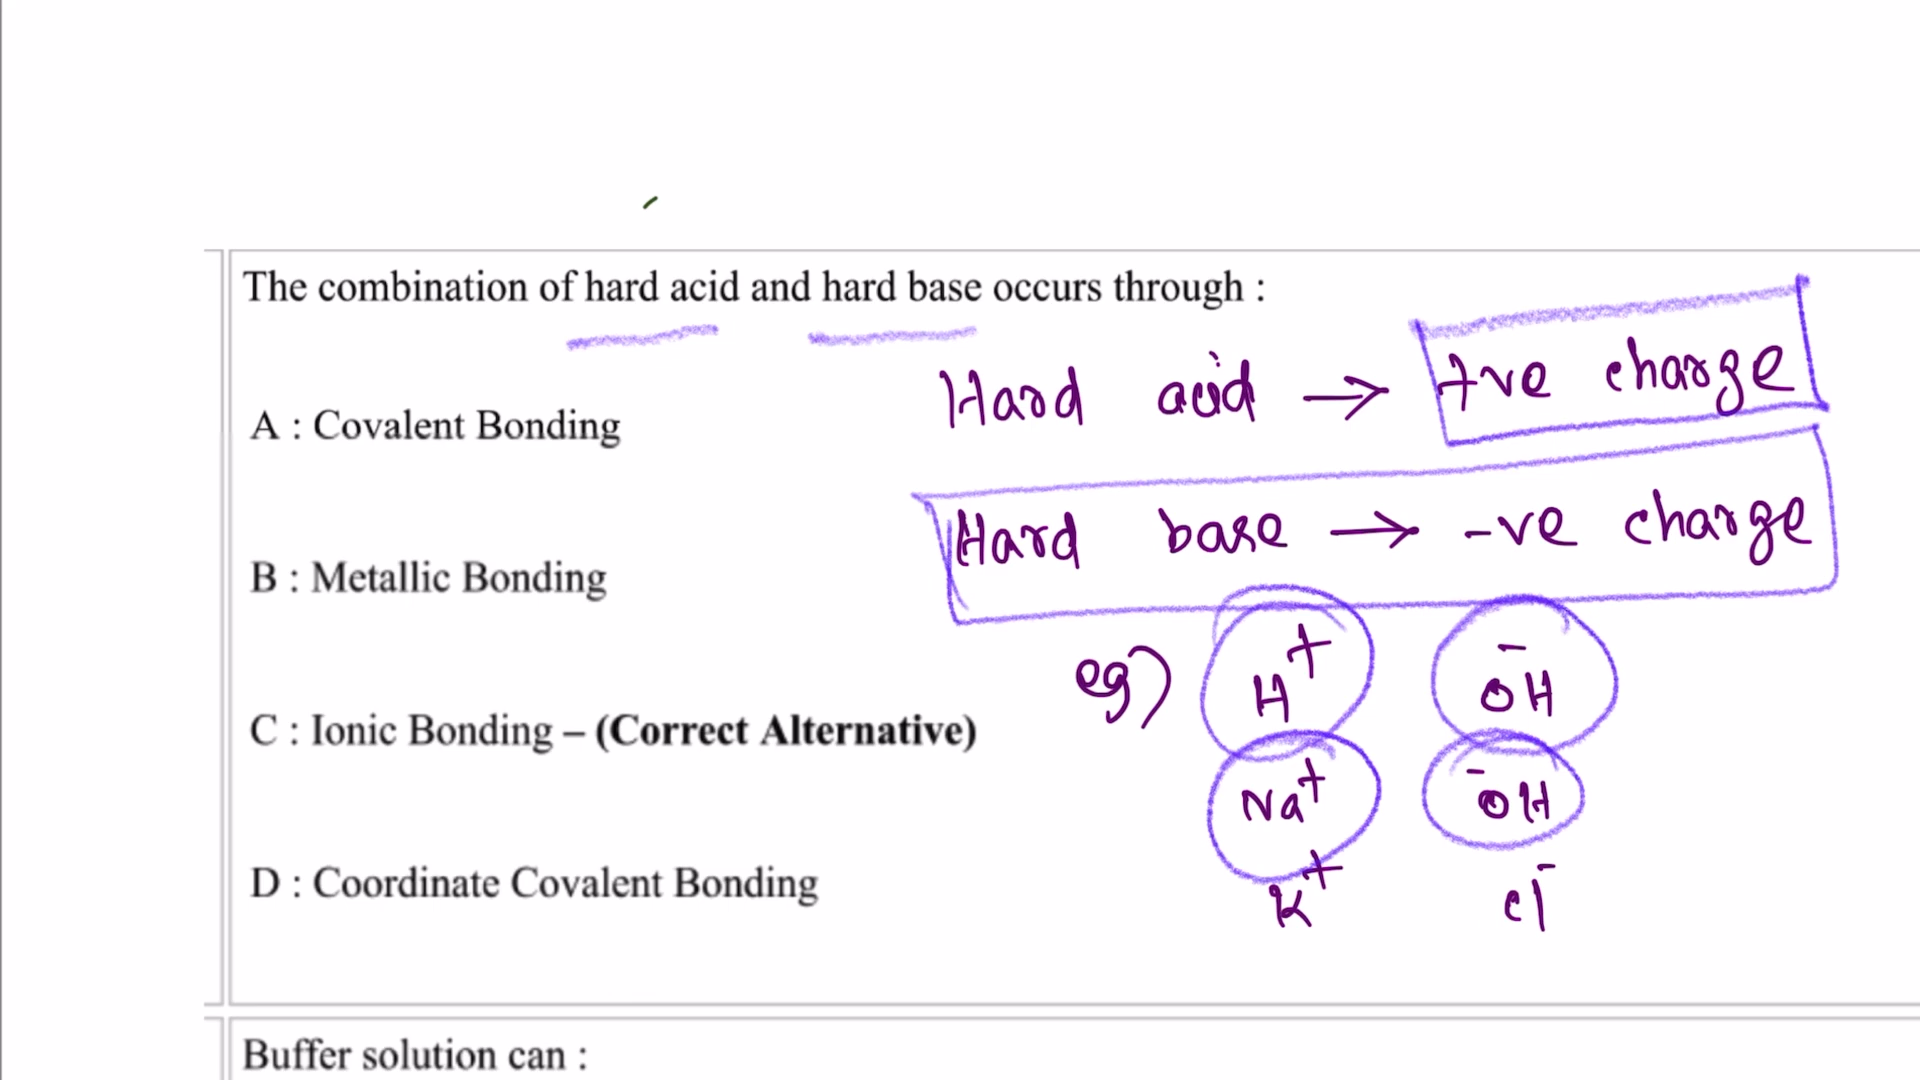 The combination of hard acid and hard base occurs through :
Hard acid → +ve charge
A : Covalent Bonding
Hard base → -ve charge
B : Metallic Bonding
eg) H+ -OH
C : Ionic Bonding – (Correct Alternative)
Na+ -OH
D : Coordinate Covalent Bonding
K+ cl-
Buffer solution can :